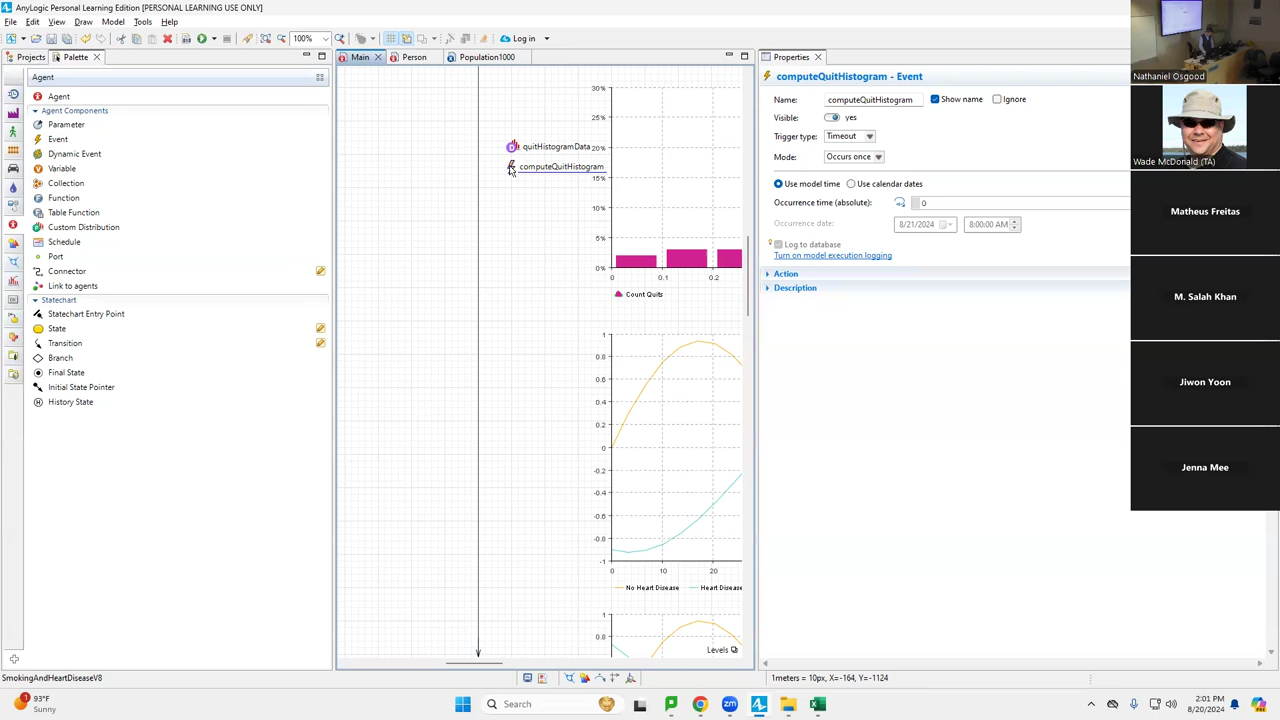 AnyLogic Personal Learning Edition [PERSONAL LEARNING USE ONLY]
File Edit View Draw Model Tools Help
100% Log in
Projects Palette
Main Person Population1000
Properties
Agent
Agent
Agent Components
Parameter
Event
Dynamic Event
Variable
Collection
Function
Table Function
Custom Distribution
Schedule
Port
Connector
Link to agents
Statechart
Statechart Entry Point
State
Transition
Branch
Final State
Initial State Pointer
History State
quitHistogramData
computeQuitHistogram
30%
25%
20%
15%
10%
5%
0%
0 0.1 0.2
Count Quits
1
0.8
0.6
0.4
0.2
0
-0.2
-0.4
-0.6
-0.8
-1
0 10 20
No Heart Disease Heart Disease
1
0.8
Levels
computeQuitHistogram - Event
Name: computeQuitHistogram Show name Ignore
Visible: yes
Trigger type: Timeout
Mode: Occurs once
Use model time Use calendar dates
Occurrence time (absolute): 0
Occurrence date: 8/21/2024 8:00:00 AM
Log to database
Turn on model execution logging
Action
Description
Nathaniel Osgood
Wade McDonald (TA)
Matheus Freitas
M. Salah Khan
Jiwon Yoon
Jenna Mee
SmokingAndHeartDiseaseV8
1meters = 10px, X=-164, Y=-1124
1
93°F
Sunny
Search
zm
2:01 PM
8/20/2024